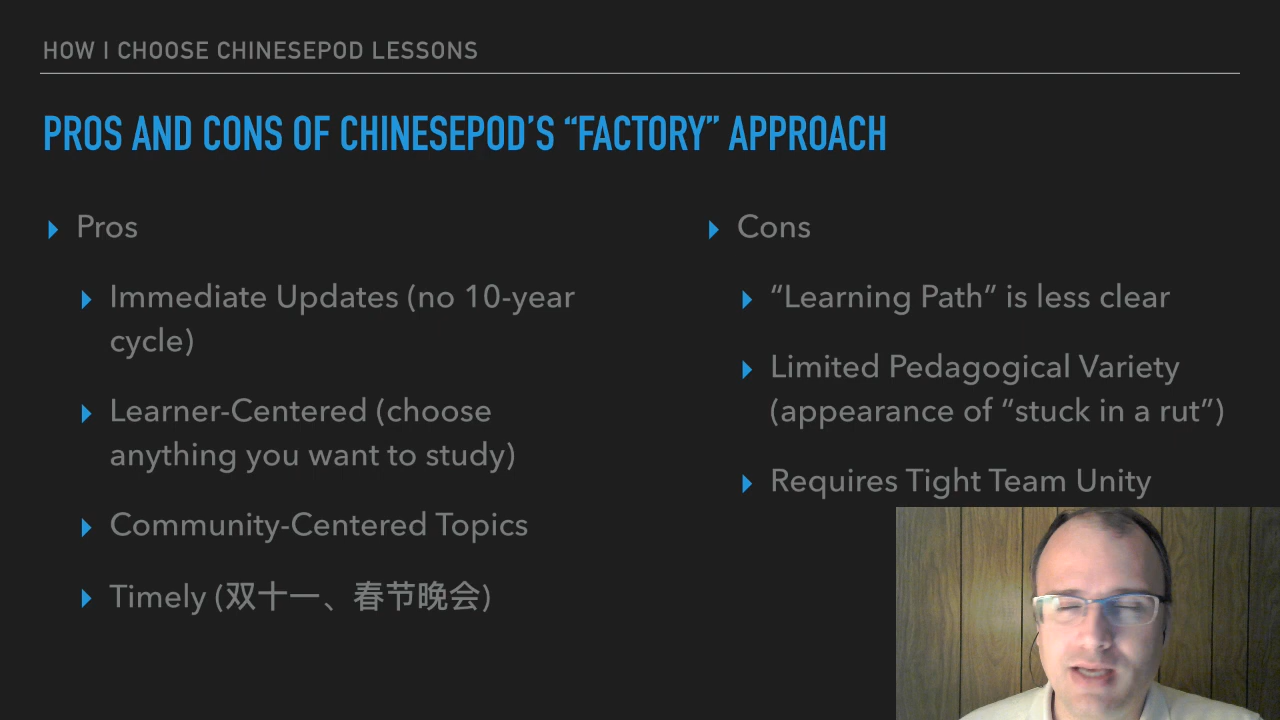 HOW I CHOOSE CHINESEPOD LESSONS
PROS AND CONS OF CHINESEPOD’S “FACTORY” APPROACH
Pros
Immediate Updates (no 10-year
cycle)
Learner-Centered (choose
anything you want to study)
Community-Centered Topics
Timely (双十一、春节晚会)
Cons
“Learning Path” is less clear
Limited Pedagogical Variety
(appearance of “stuck in a rut”)
Requires Tight Team Unity